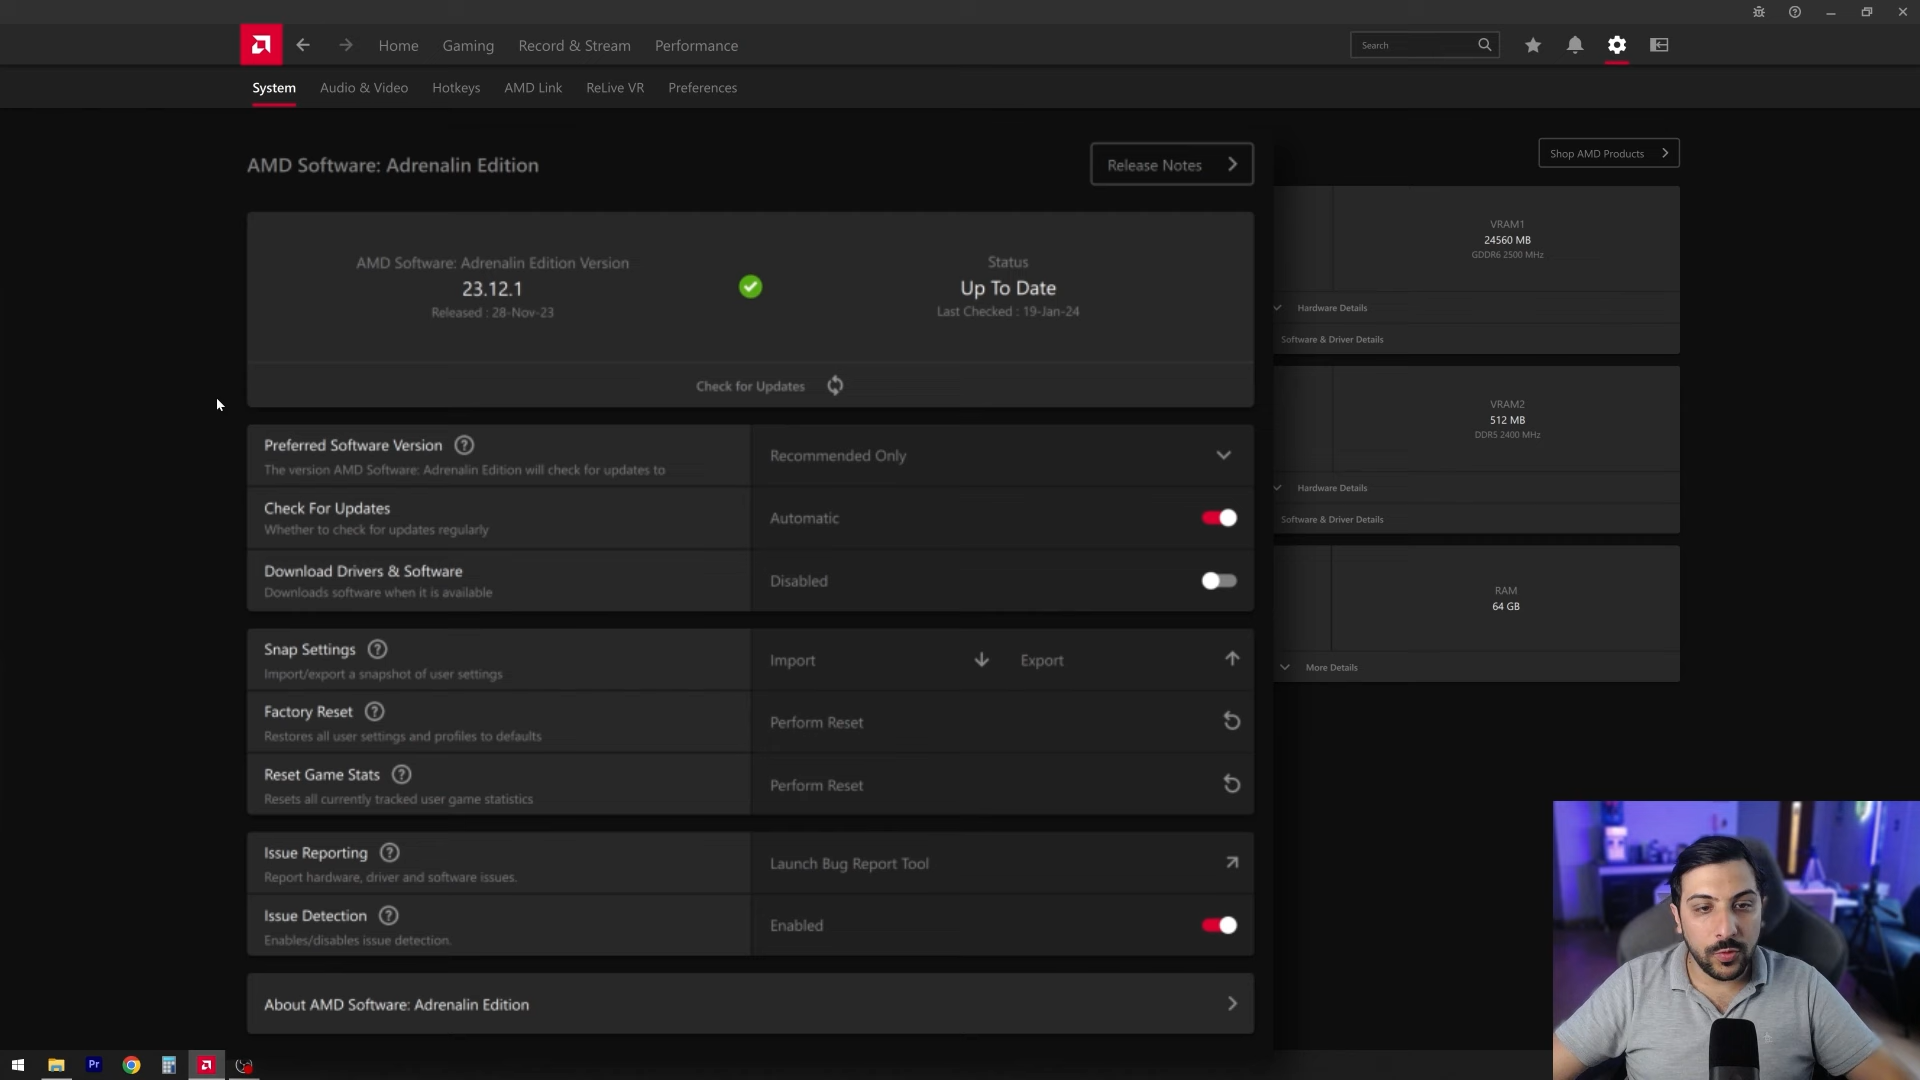 Home Gaming Record & Stream Performance
Search
System Audio & Video Hotkeys AMD Link ReLive VR Preferences
AMD Software: Adrenalin Edition
Release Notes
Shop AMD Products
AMD Software: Adrenalin Edition Version
23.12.1
Released : 28-Nov-23
Status
Up To Date
Last Checked : 19-Jan-24
Check for Updates
VRAM1
24560 MB
GDDR6 2500 MHz
Hardware Details
Software & Driver Details
VRAM2
512 MB
DDR5 2400 MHz
Hardware Details
Software & Driver Details
RAM
64 GB
More Details
Preferred Software Version
The version AMD Software: Adrenalin Edition will check for updates to
Recommended Only
Check For Updates
Whether to check for updates regularly
Automatic
Download Drivers & Software
Downloads software when it is available
Disabled
Snap Settings
Import/export a snapshot of user settings
Import
Export
Factory Reset
Restores all user settings and profiles to defaults
Perform Reset
Reset Game Stats
Resets all currently tracked user game statistics
Perform Reset
Issue Reporting
Report hardware, driver and software issues.
Launch Bug Report Tool
Issue Detection
Enables/disables issue detection.
Enabled
About AMD Software: Adrenalin Edition
Pr